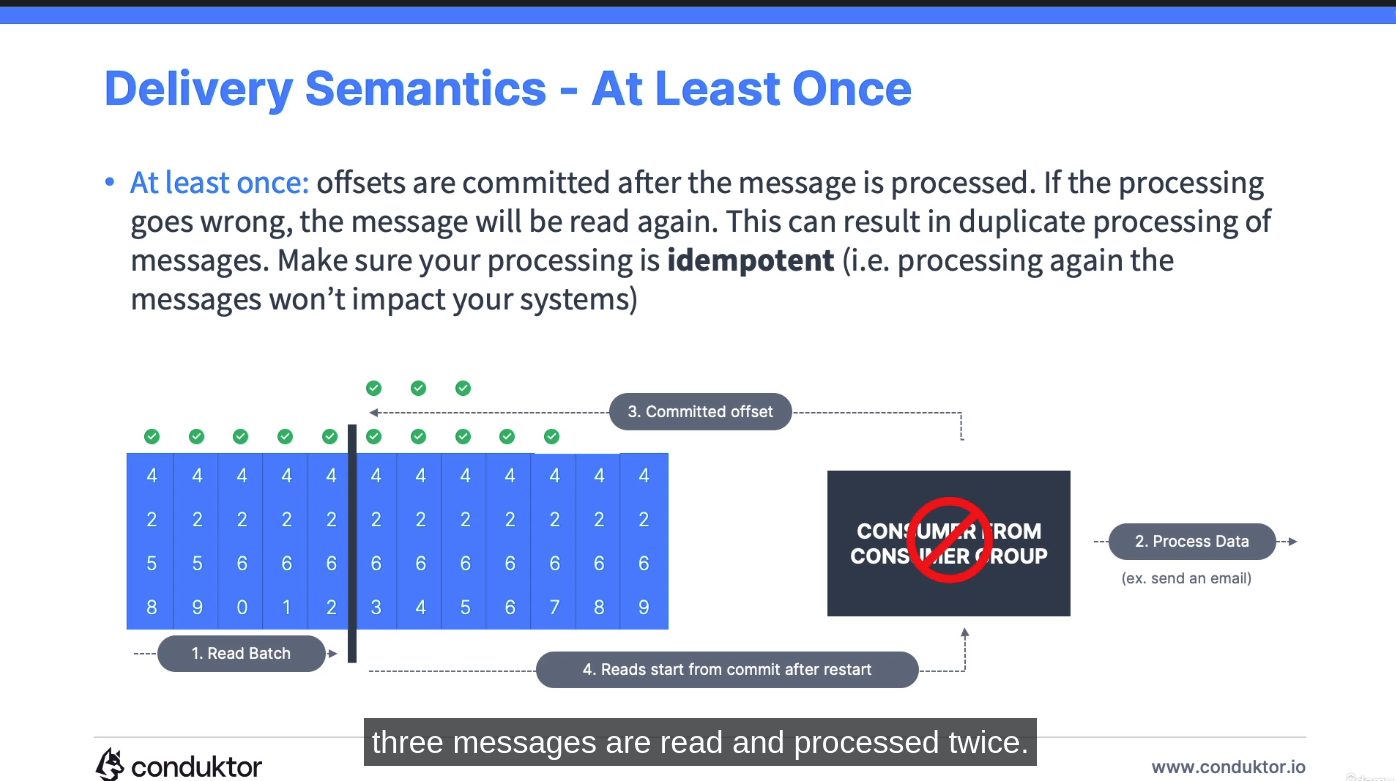 Delivery Semantics - At Least Once
• At least once: offsets are committed after the message is processed. If the processing
goes wrong, the message will be read again. This can result in duplicate processing of
messages. Make sure your processing is idempotent (i.e. processing again the
messages won’t impact your systems)
3. Committed offset
4 4 4 4 4 4 4 4 4 4 4 4
2 2 2 2 2 2 2 2 2 2 2 2
5 5 6 6 6 6 6 6 6 6 6 6
8 9 0 1 2 3 4 5 6 7 8 9
CONSUMER FROM
CONSUMER GROUP
2. Process Data
(ex. send an email)
1. Read Batch
4. Reads start from commit after restart
three messages are read and processed twice.
conduktor
www.conduktor.io